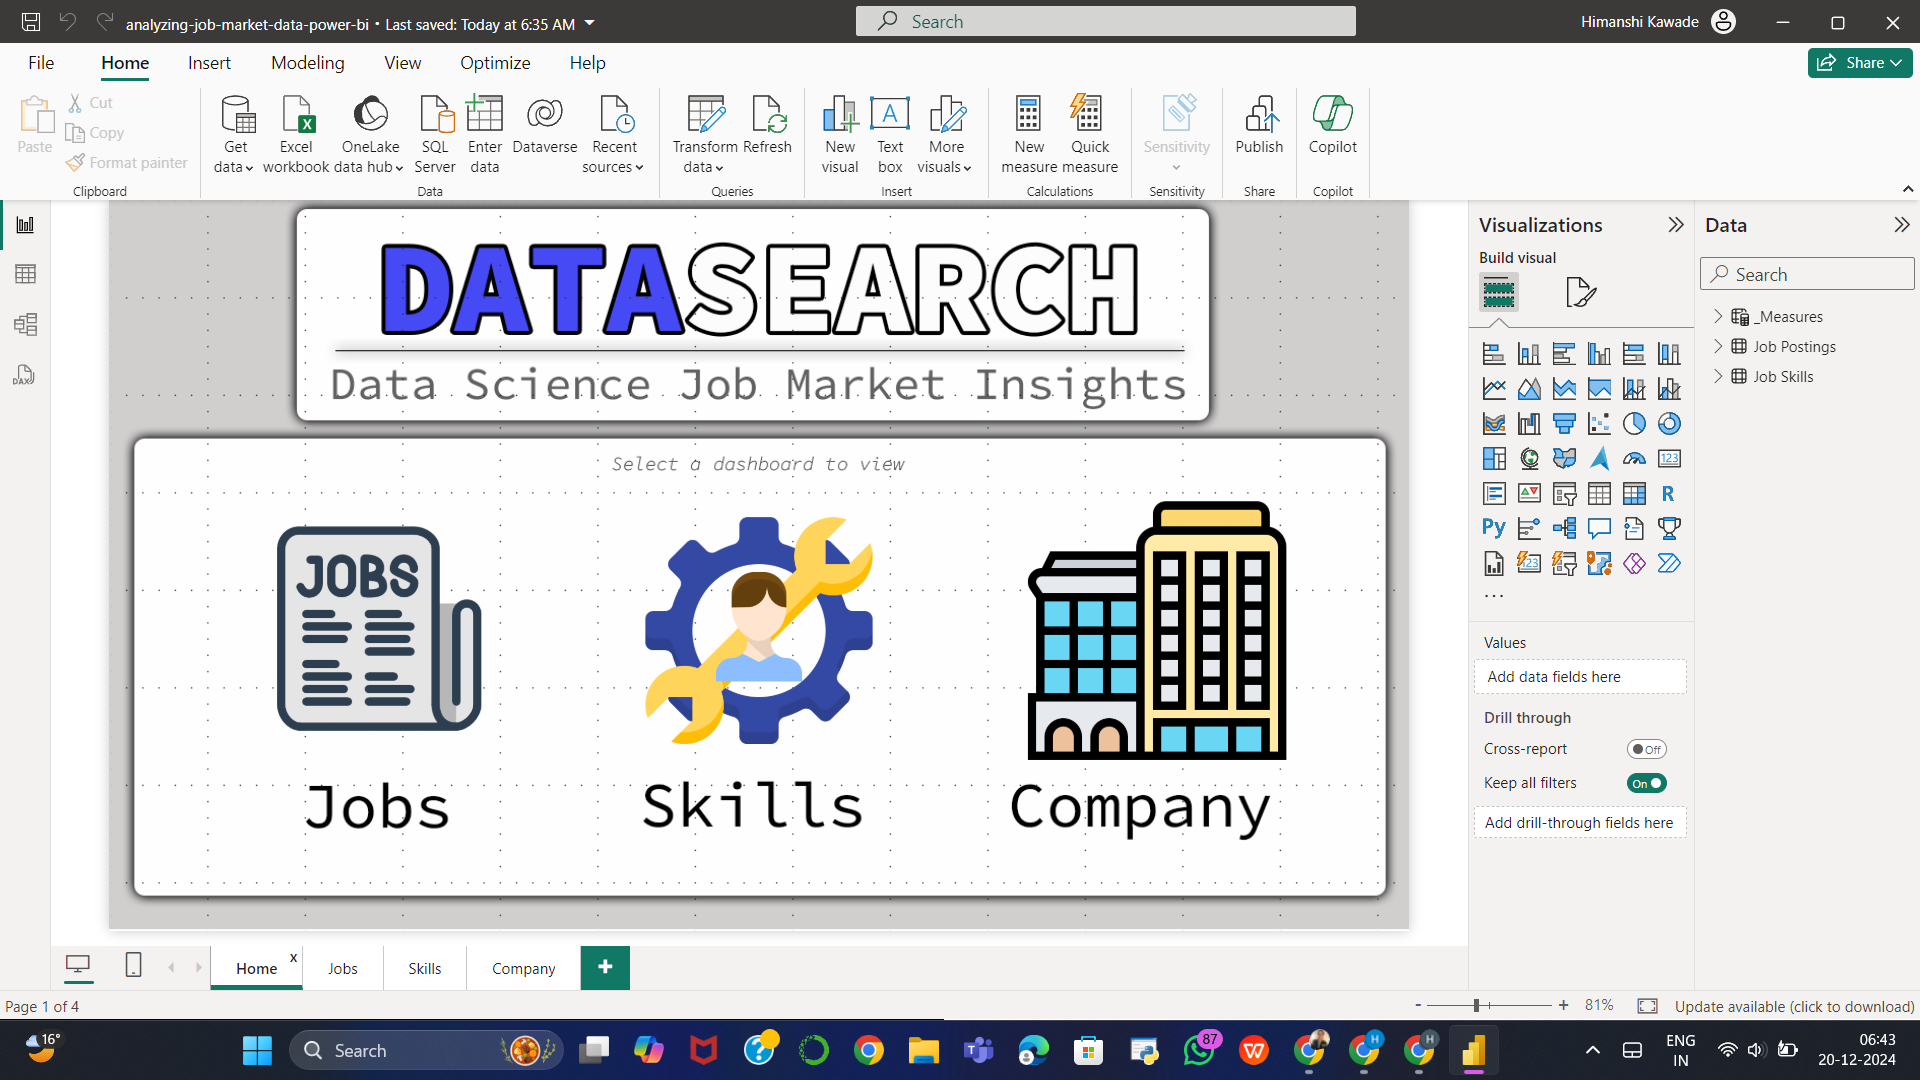 analyzing-job-market-data-power-bi • Last saved: Today at 6:35 AM
Search
Himanshi Kawade
File Home Insert Modeling View Optimize Help
Share
Paste
Cut
Copy
Format painter
Clipboard
Get data
Excel workbook
OneLake data hub
SQL Server
Enter data
Dataverse
Recent sources
Data
Transform data
Refresh
Queries
New visual
Text box
More visuals
Insert
New measure
Quick measure
Calculations
Sensitivity
Sensitivity
Publish
Share
Copilot
Copilot
DATASEARCH
Data Science Job Market Insights
Select a dashboard to view
JOBS
Jobs
Skills
Company
Visualizations
Build visual
123
R
Py
123
...
Values
Add data fields here
Drill through
Cross-report
Off
Keep all filters
On
Add drill-through fields here
Data
Search
_Measures
Job Postings
Job Skills
DAX
Home x
Jobs
Skills
Company
+
Page 1 of 4
- + 81%
Update available (click to download)
16°
Search
87
W
H
H
ENG
IN
06:43
20-12-2024